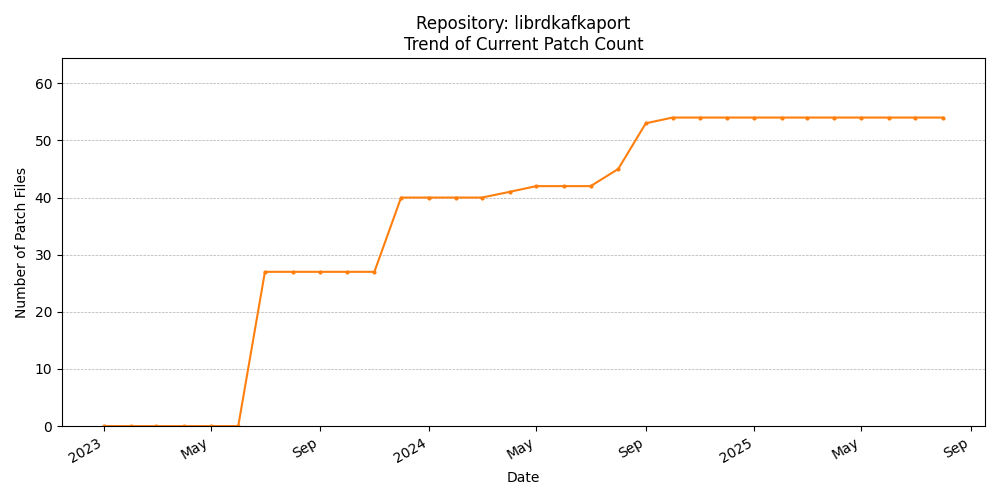 Repository: librdkafkaport
Trend of Current Patch Count
Number of Patch Files
60
50
40
30
20
10
0
2023
May
Sep
2024
May
Sep
2025
May
Sep
Date